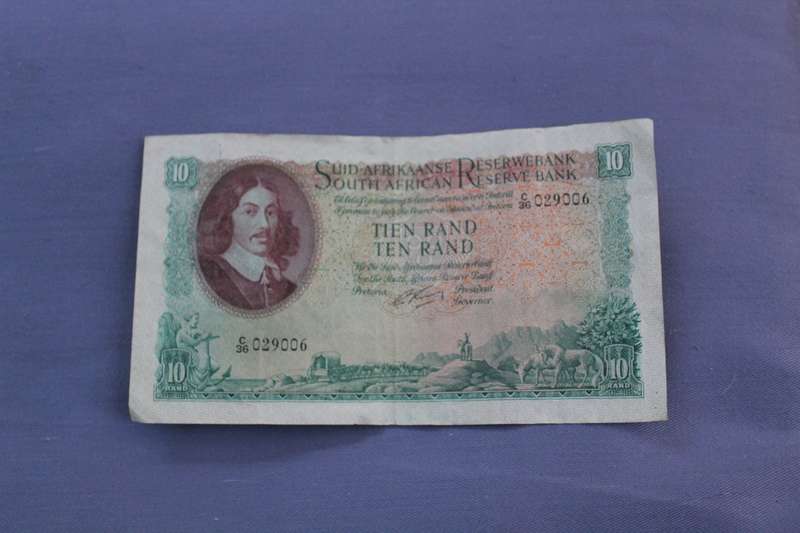 10
SUID-AFRIKAANSE RESERWEBANK
SOUTH AFRICAN RESERVE BANK
10
C/36 029006
TIEN RAND
TEN RAND
Pretoria
President
Governor
C/36 029006
10
RAND
10
RAND